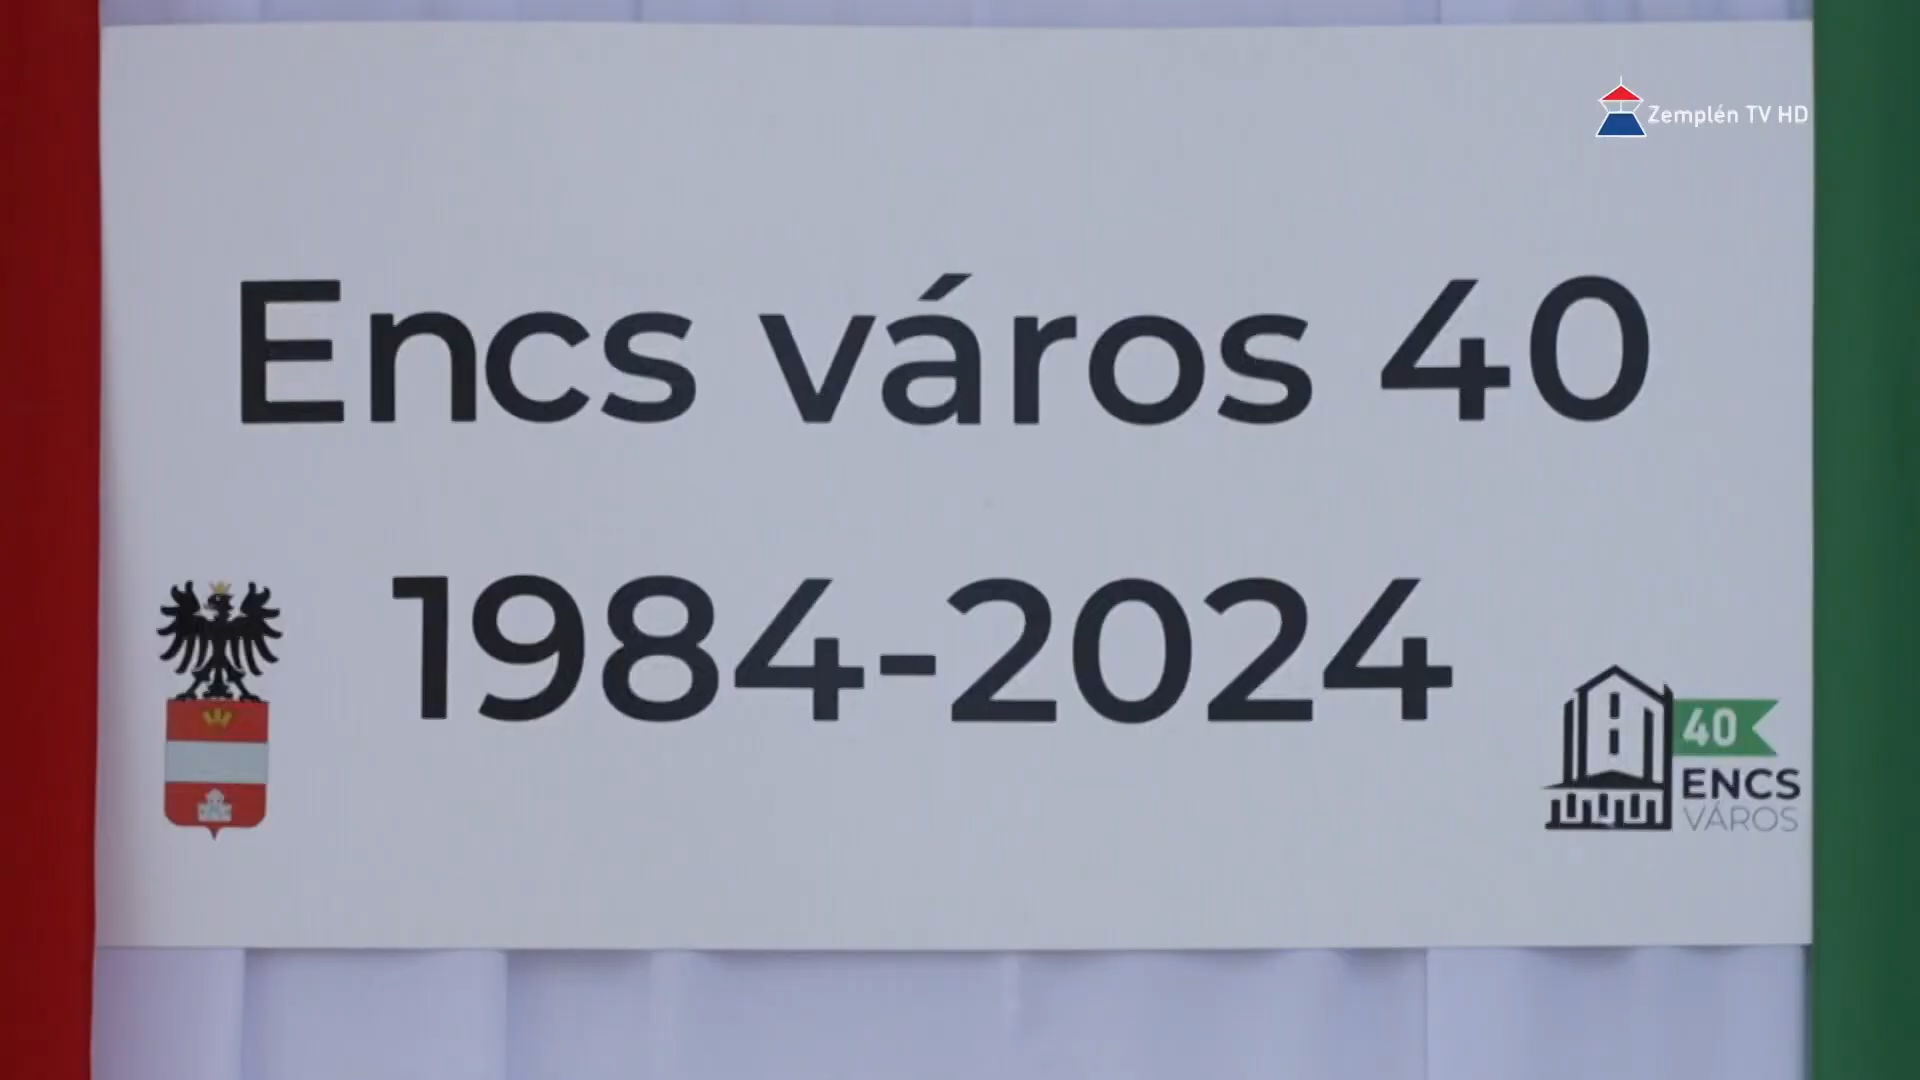 Zemplén TV HD
Encs város 40
1984-2024
40
ENCS
VÁROS